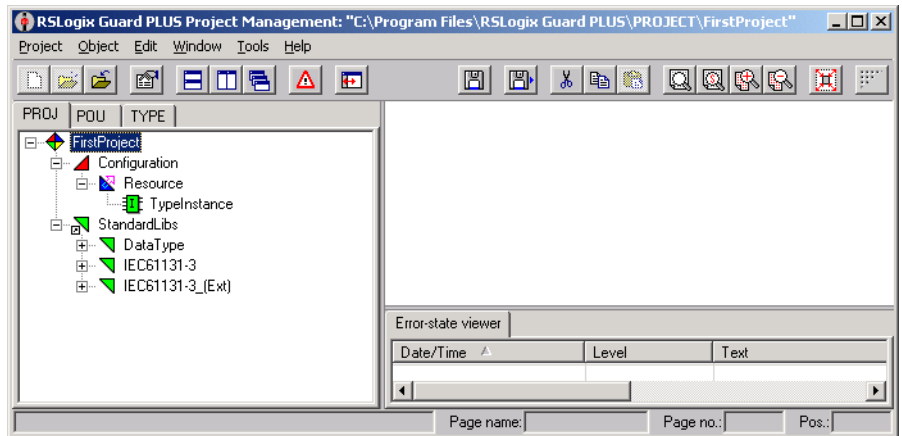 RSLogix Guard PLUS Project Management: "C:\Program Files\RSLogix Guard PLUS\PROJECT\FirstProject"
Project Object Edit Window Tools Help
PROJ POU TYPE
FirstProject
Configuration
Resource
TypeInstance
StandardLibs
DataType
IEC61131-3
IEC61131-3_(Ext)
Error-state viewer
Date/Time Level Text
Page name: Page no.: Pos.: